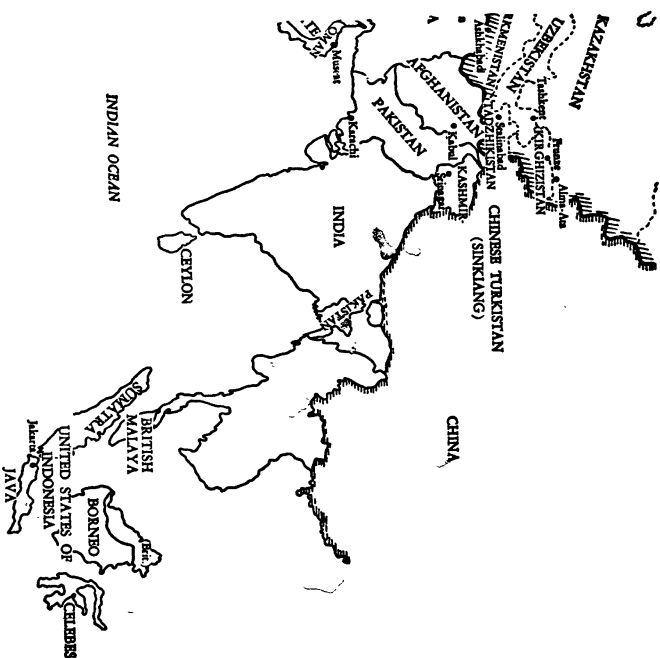 KAZAKHSTAN
UZBEKISTAN
Tashkent
KIRGHIZISTAN
Frunze
Alma-Ata
Ashkhabad
TADZHIKISTAN
Stalinabad
AFGHANISTAN
Kabul
KASHMIR
Srinagar
CHINESE TURKISTAN
(SINKIANG)
OMAN
Muscat
PAKISTAN
Karachi
CHINA
INDIA
INDIAN OCEAN
PAKISTAN
CEYLON
BRITISH
MALAYA
SUMATRA
BORNEO
(Brit.)
UNITED STATES OF
INDONESIA
Jakarta
JAVA
CELEBES